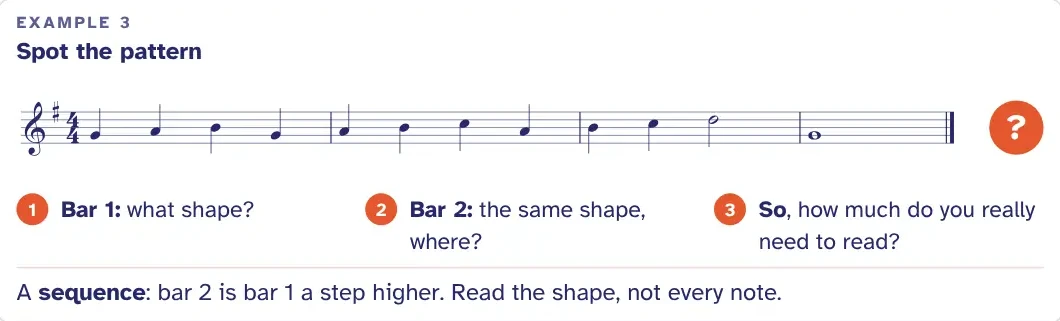 EXAMPLE 3
Spot the pattern
4
4
?
1 Bar 1: what shape?
2 Bar 2: the same shape,
where?
3 So, how much do you really
need to read?
A sequence: bar 2 is bar 1 a step higher. Read the shape, not every note.